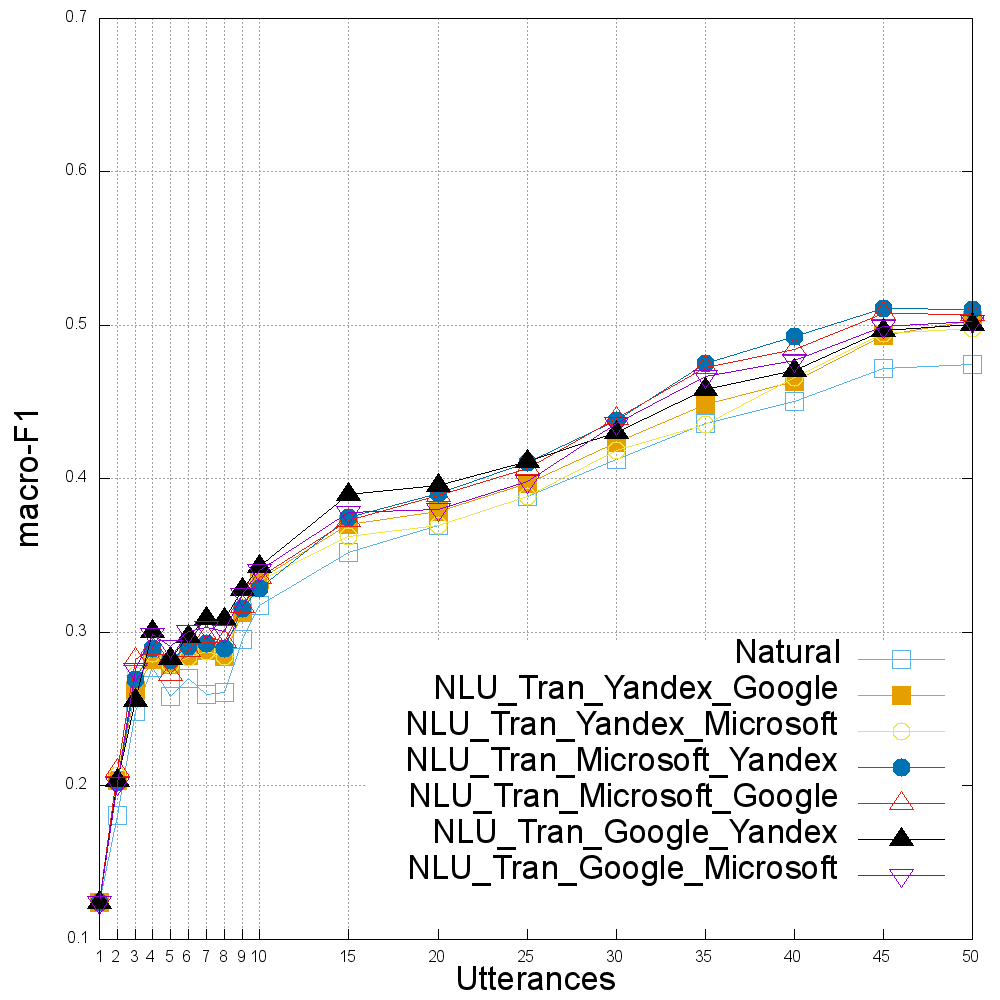 0.7
0.6
0.5
0.4
0.3
0.2
0.1
macro-F1
Natural
NLU_Tran_Yandex_Google
NLU_Tran_Yandex_Microsoft
NLU_Tran_Microsoft_Yandex
NLU_Tran_Microsoft_Google
NLU_Tran_Google_Yandex
NLU_Tran_Google_Microsoft
1 2 3 4 5 6 7 8 9 10 15 20 25 30 35 40 45 50
Utterances